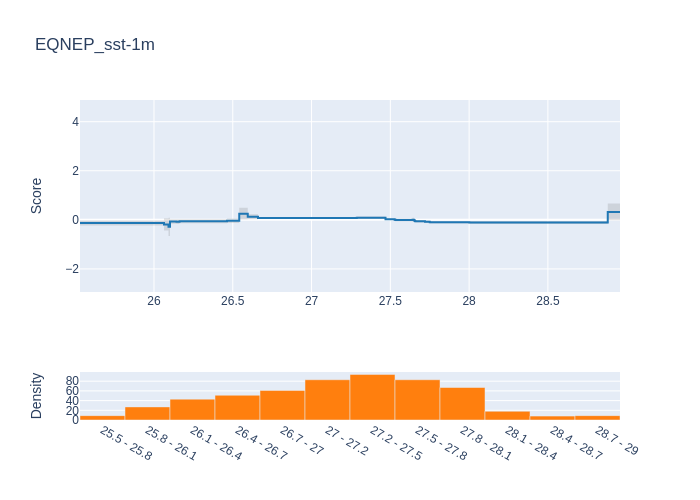 EQNEP_sst-1m
Score
4
2
0
−2
26
26.5
27
27.5
28
28.5
Density
80
60
40
20
0
25.5 - 25.8
25.8 - 26.1
26.1 - 26.4
26.4 - 26.7
26.7 - 27
27 - 27.2
27.2 - 27.5
27.5 - 27.8
27.8 - 28.1
28.1 - 28.4
28.4 - 28.7
28.7 - 29